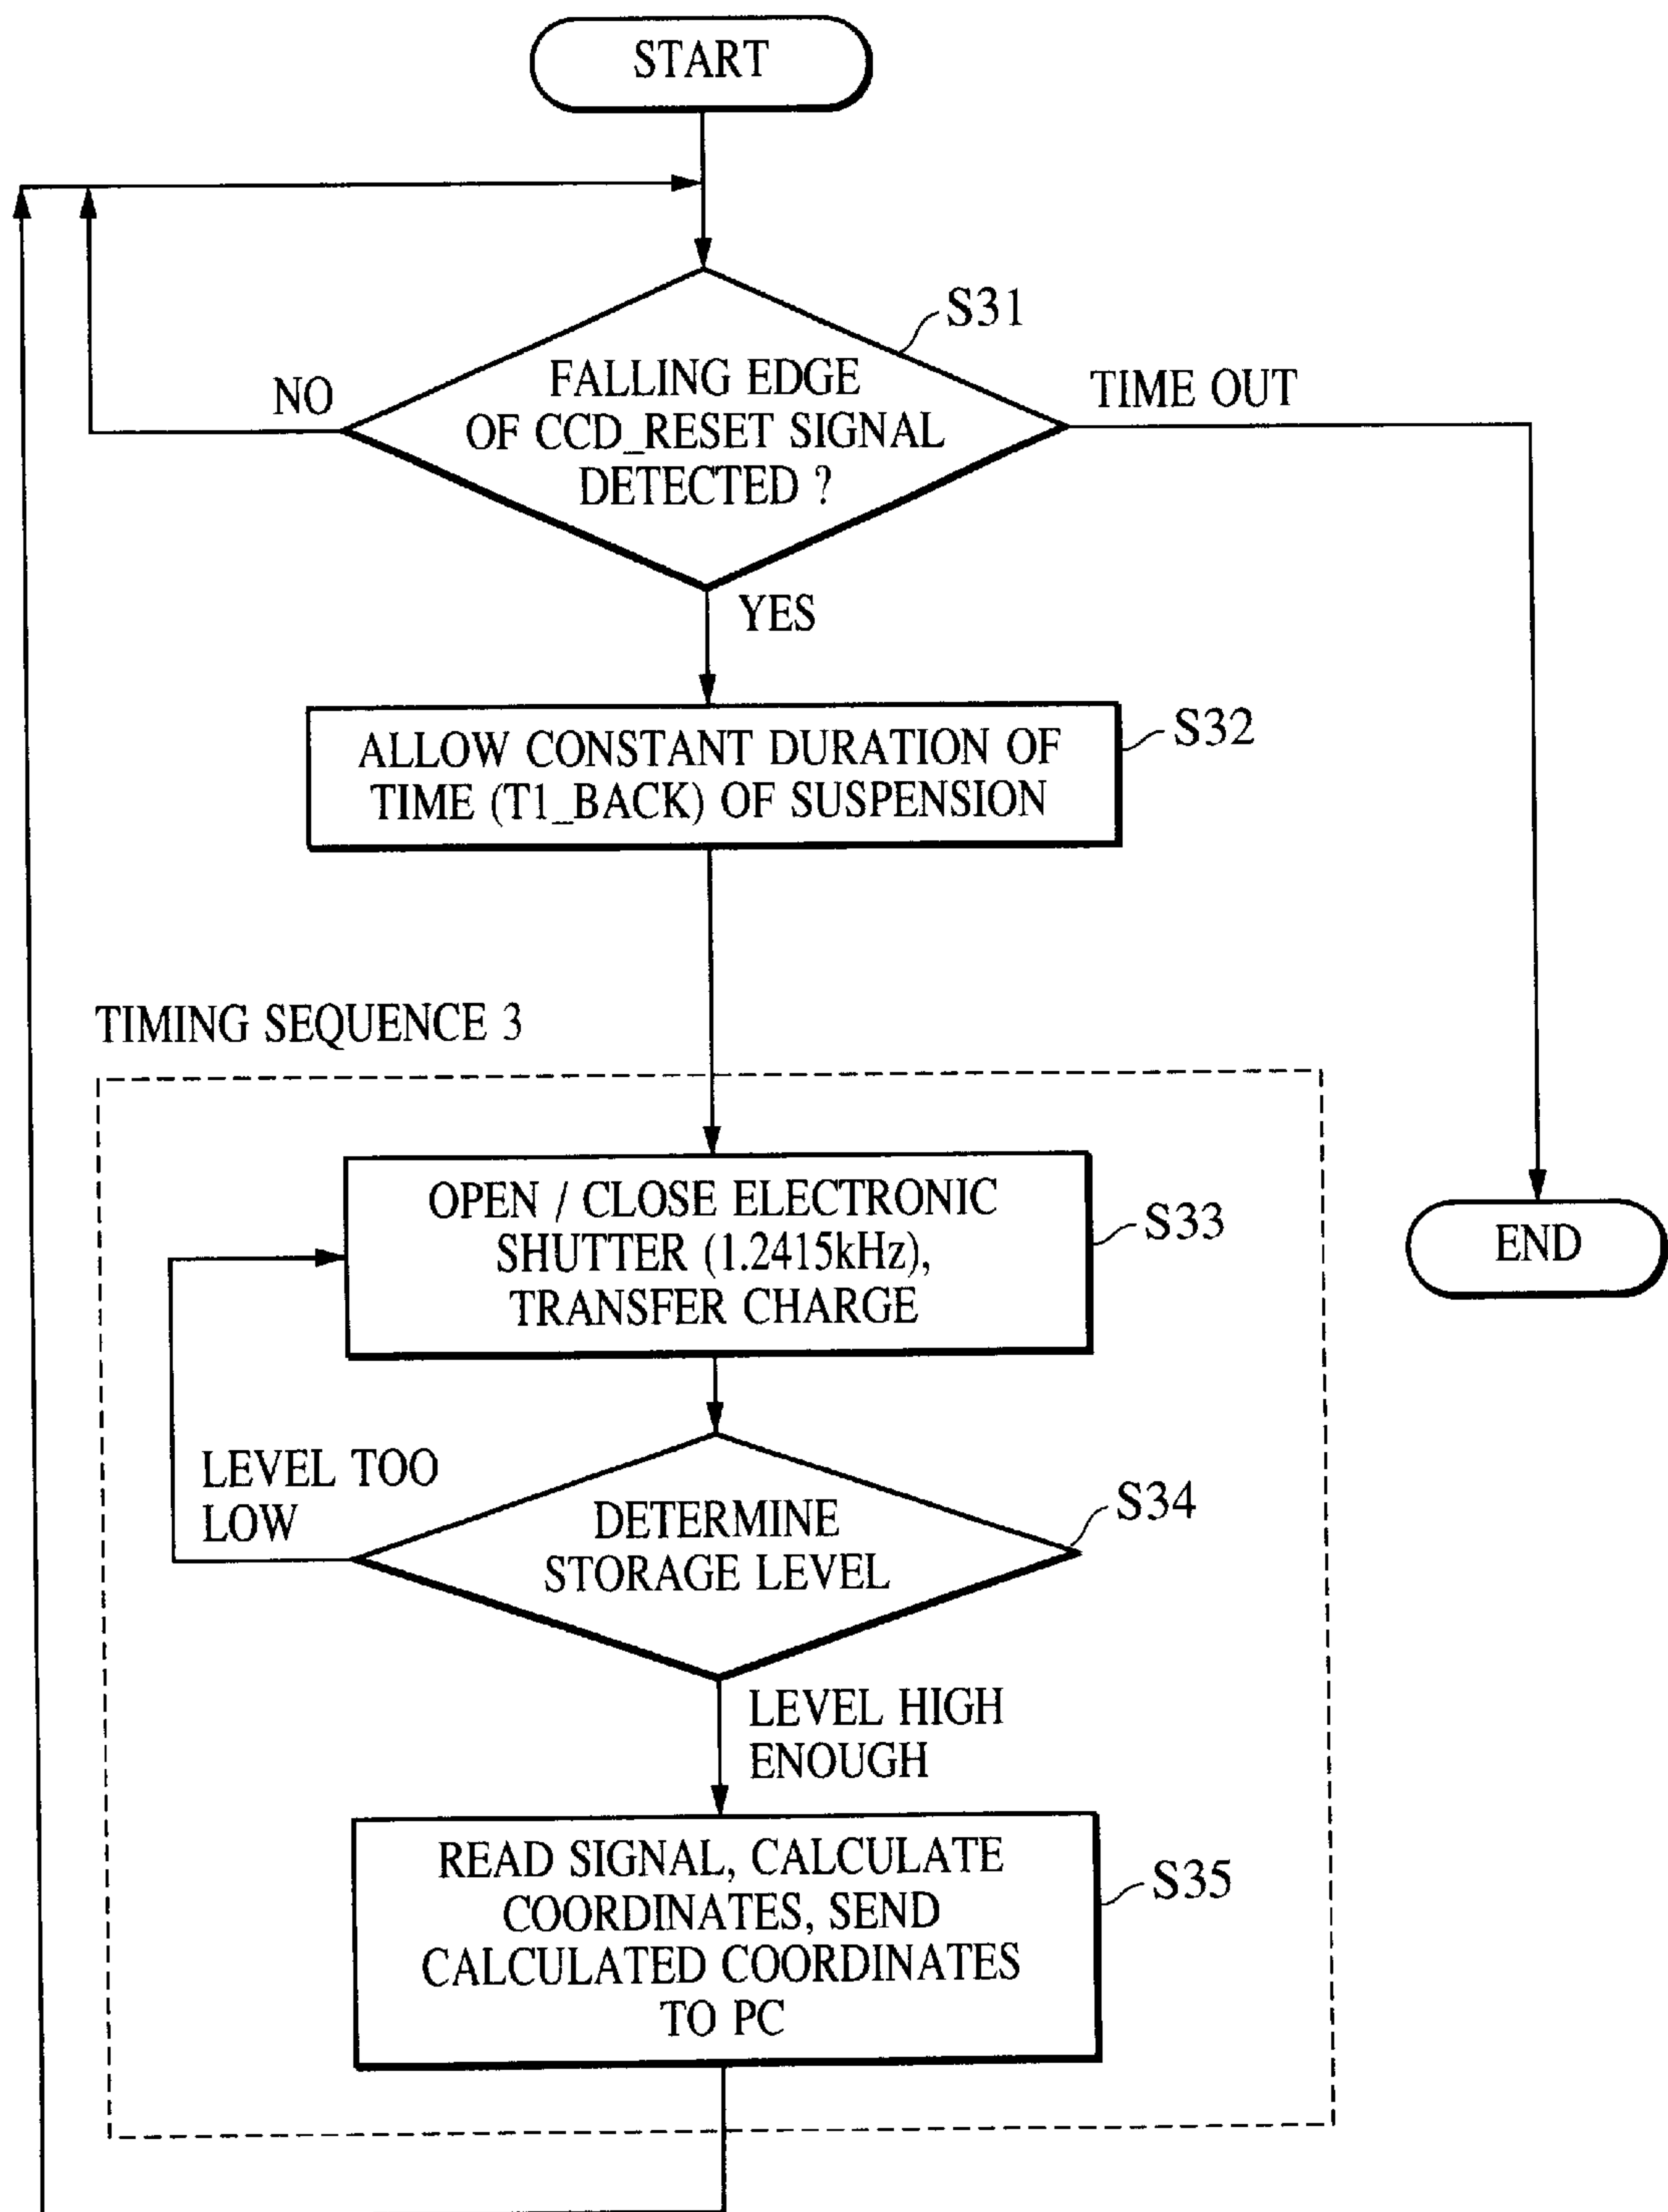 START
S31
FALLING EDGE
OF CCD_RESET SIGNAL
DETECTED ?
NO
TIME OUT
YES
S32
ALLOW CONSTANT DURATION OF
TIME (T1_BACK) OF SUSPENSION
TIMING SEQUENCE 3
OPEN / CLOSE ELECTRONIC
SHUTTER (1.2415kHz),
TRANSFER CHARGE
S33
END
LEVEL TOO
LOW
DETERMINE
STORAGE LEVEL
S34
LEVEL HIGH
ENOUGH
READ SIGNAL, CALCULATE
COORDINATES, SEND
CALCULATED COORDINATES
TO PC
S35